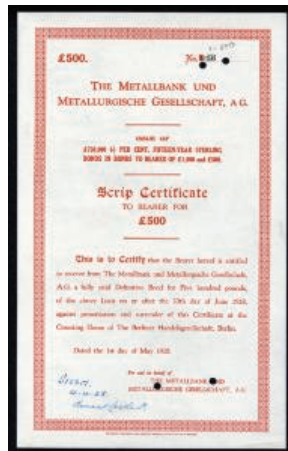 £500.
THE METALLBANK UND
METALLURGISCHE GESELLSCHAFT, A G.
ISSUE OF
PER CENT. FIFTEEN-YEAR STERLING
BONDS IN BONDS TO BEARER OF £1,000 and £500.
Scrip Certificate
TO BEARER FOR
£500
This is to Certify that the Bearer hereof is entitled
to receive from The Metallbank und Metallurgische Gesellschaft,
A.G. a fully paid Definitive Bond for Five hundred pounds,
of the above Loan on or after the 15th day of June 1928,
against presentation and surrender of this Certificate at the
Counting House of The Berliner Handelsgesellschaft, Berlin.
Dated the 1st day of May 1928.
For and on behalf of
THE METALLBANK UND
METALLURGISCHE GESELLSCHAFT, A G